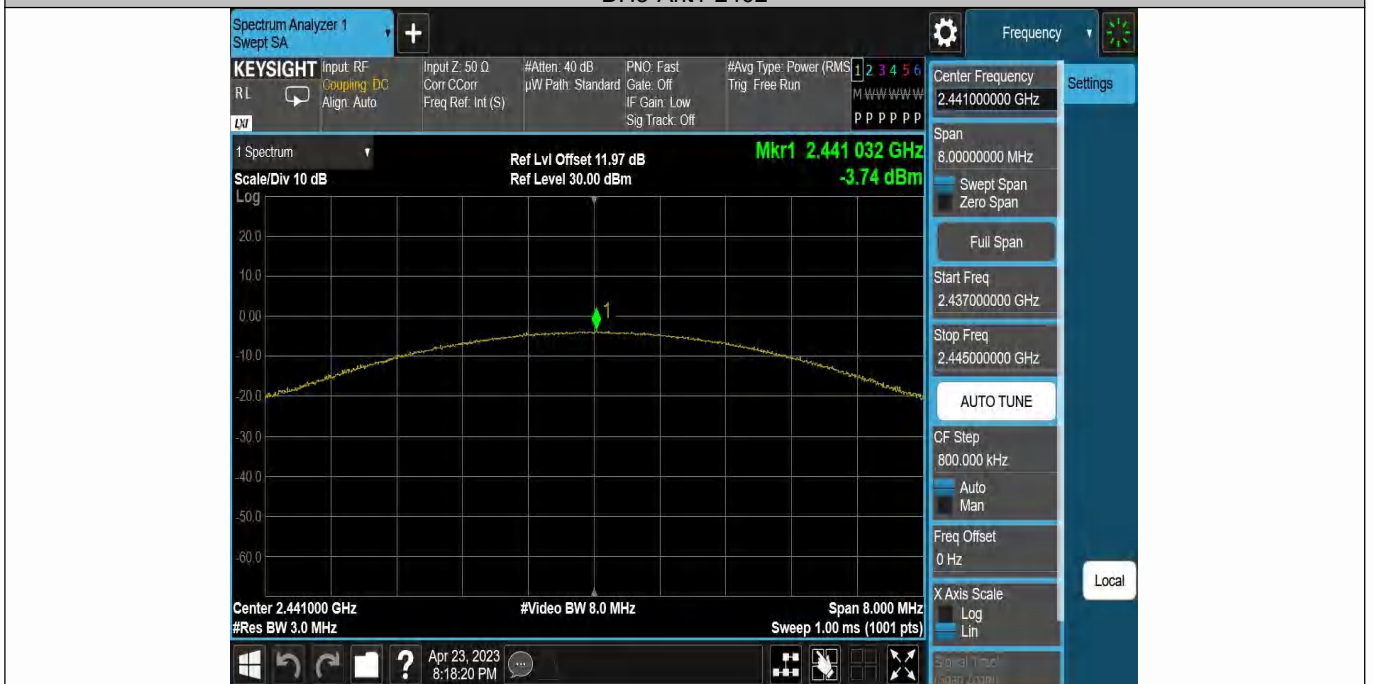 Spectrum Analyzer 1
Swept SA
+
Frequency
KEYSIGHT
RL
LXI
Input: RF
Coupling: DC
Align: Auto
Input Z: 50 Ω
Corr CCorr
Freq Ref: Int (S)
#Atten: 40 dB
µW Path: Standard
PNO: Fast
Gate: Off
IF Gain: Low
Sig Track: Off
#Avg Type: Power (RMS
Trig: Free Run
1 2 3 4 5 6
M W W W W W
P P P P P P
Center Frequency
2.441000000 GHz
Settings
Span
8.00000000 MHz
Swept Span
Zero Span
Full Span
Start Freq
2.437000000 GHz
Stop Freq
2.445000000 GHz
AUTO TUNE
CF Step
800.000 kHz
Auto
Man
Freq Offset
0 Hz
X Axis Scale
Log
Lin
Local
1 Spectrum
Scale/Div 10 dB
Log
Ref Lvl Offset 11.97 dB
Ref Level 30.00 dBm
Mkr1 2.441 032 GHz
-3.74 dBm
20.0
10.0
0.00
-10.0
-20.0
-30.0
-40.0
-50.0
-60.0
1
Center 2.441000 GHz
#Res BW 3.0 MHz
#Video BW 8.0 MHz
Span 8.000 MHz
Sweep 1.00 ms (1001 pts)
?
Apr 23, 2023
8:18:20 PM